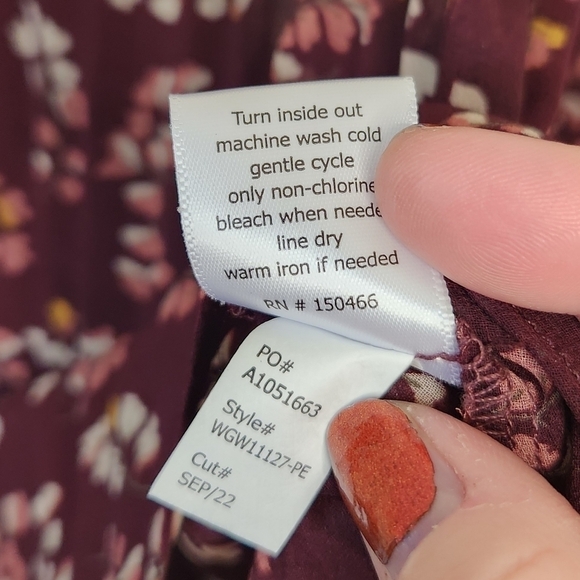 Turn inside out
machine wash cold
gentle cycle
only non-chlorine
bleach when neede
line dry
warm iron if needed
RN # 150466
PO#
A1051663
Style#
WGW11127-PE
Cut#
SEP/22